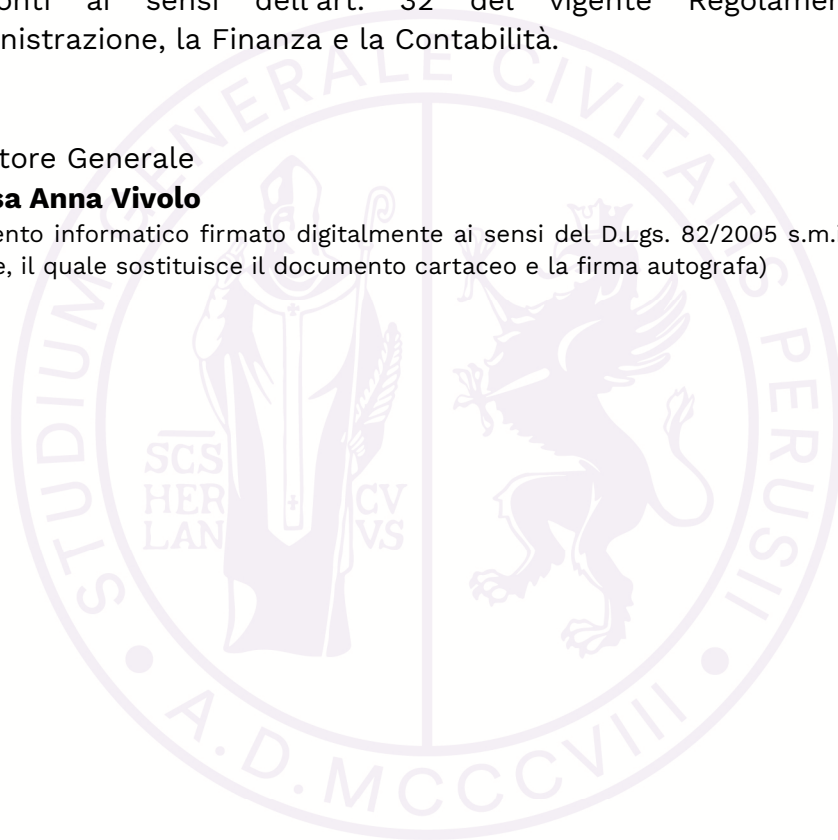 onti ai sensi dell'art. 32 del vigente Regolamen
nistrazione, la Finanza e la Contabilità.
tore Generale
sa Anna Vivolo
ento informatico firmato digitalmente ai sensi del D.Lgs. 82/2005 s.m.
e, il quale sostituisce il documento cartaceo e la firma autografa)
STUDIUM GENERALE CIVITATIS PERUSII
SCS
HER
LAN
CV
VS
A.D. MCCCVIII